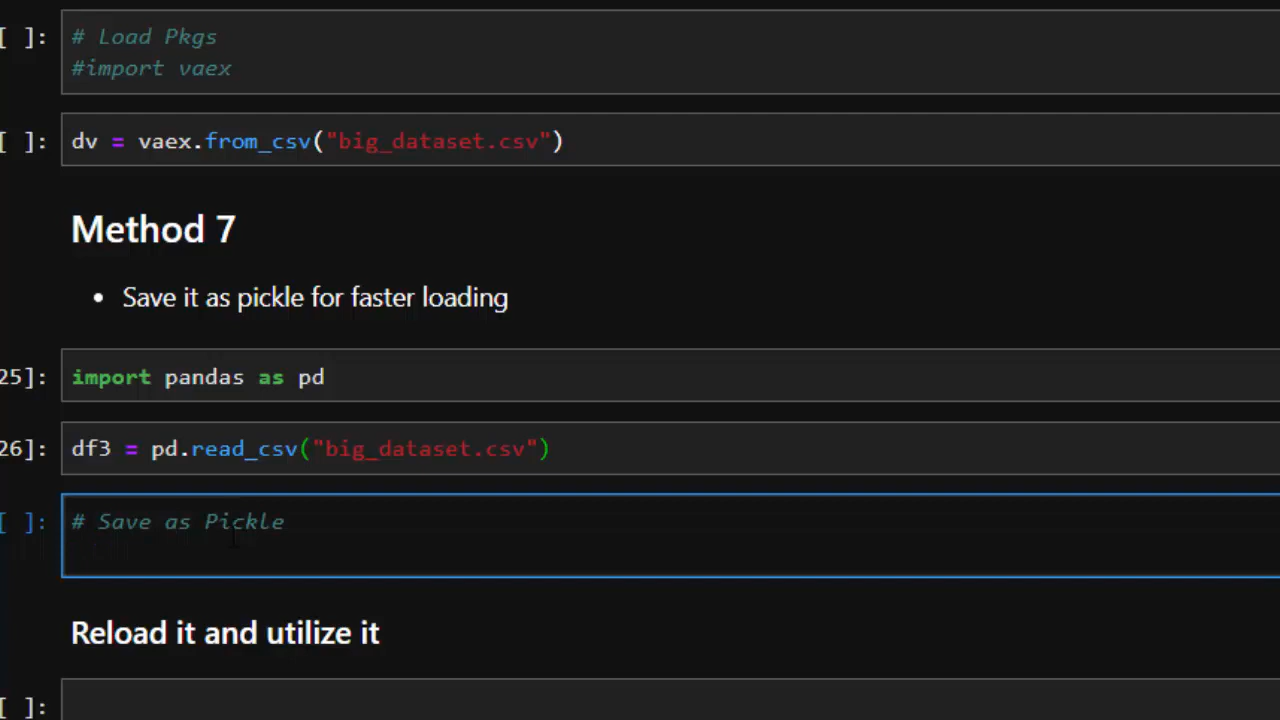 [ ]: # Load Pkgs
#import vaex
[ ]: dv = vaex.from_csv("big_dataset.csv")
Method 7
• Save it as pickle for faster loading
25]: import pandas as pd
26]: df3 = pd.read_csv("big_dataset.csv")
[ ]: # Save as Pickle
Reload it and utilize it
[ ]: